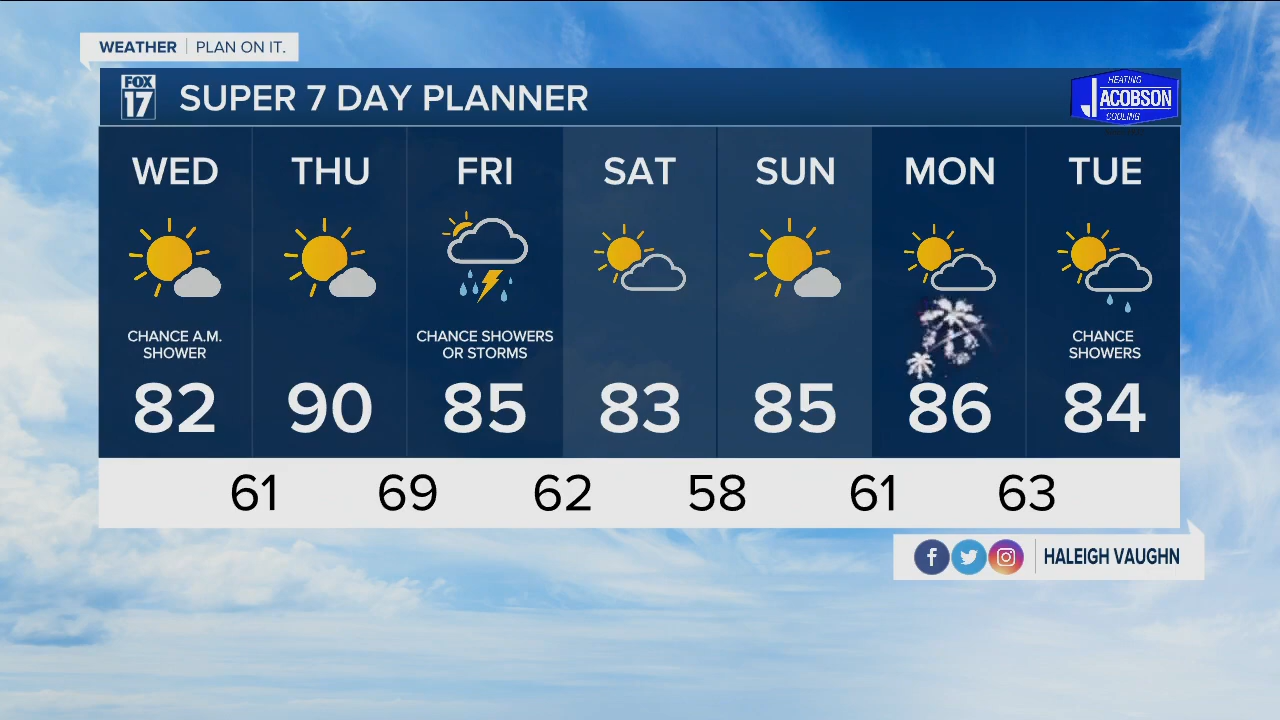 WEATHER | PLAN ON IT.
FOX
17
SUPER 7 DAY PLANNER
HEATING
JACOBSON
COOLING
WED THU FRI SAT SUN MON TUE
CHANCE A.M.
SHOWER
CHANCE SHOWERS
OR STORMS
CHANCE
SHOWERS
82 90 85 83 85 86 84
61 69 62 58 61 63
HALEIGH VAUGHN